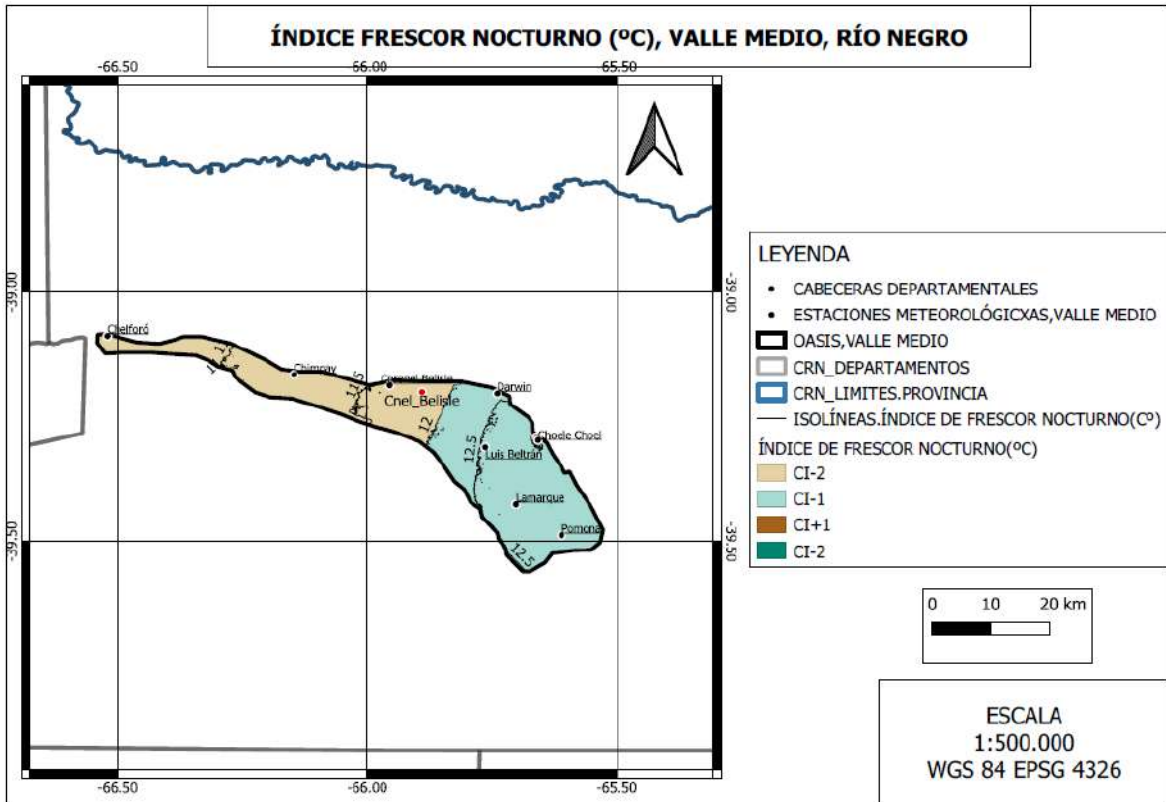 ÍNDICE FRESCOR NOCTURNO (ºC), VALLE MEDIO, RÍO NEGRO
-66.50 -66.00 -65.50
-39.00 -39.00
Chelforó
Chimpay
Coronel Belisle
Cnel_Belisle
Darwin
Choele Choel
Luis Beltrán
Lamarque
Pomona
11.5
12
12.5
12.5
-39.50 -39.50
-66.50 -66.00 -65.50
LEYENDA
CABECERAS DEPARTAMENTALES
ESTACIONES METEOROLÓGICXAS,VALLE MEDIO
OASIS,VALLE MEDIO
CRN_DEPARTAMENTOS
CRN_LIMITES.PROVINCIA
ISOLÍNEAS.ÍNDICE DE FRESCOR NOCTURNO(Cº)
ÍNDICE DE FRESCOR NOCTURNO(ºC)
CI-2
CI-1
CI+1
CI-2
0 10 20 km
ESCALA
1:500.000
WGS 84 EPSG 4326